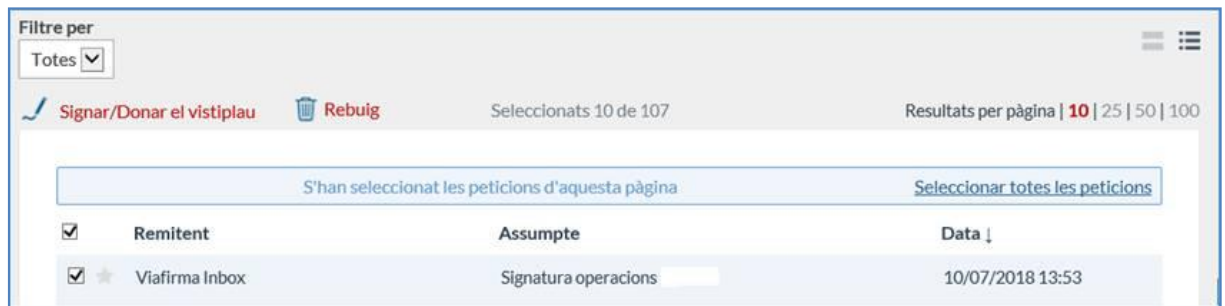 Filtre per
Totes
Signar/Donar el vistiplau Rebuig Seleccionats 10 de 107 Resultats per pàgina | 10 | 25 | 50 | 100
S'han seleccionat les peticions d'aquesta pàgina Seleccionar totes les peticions
Remitent Assumpte Data ↓
Viafirma Inbox Signatura operacions 10/07/2018 13:53